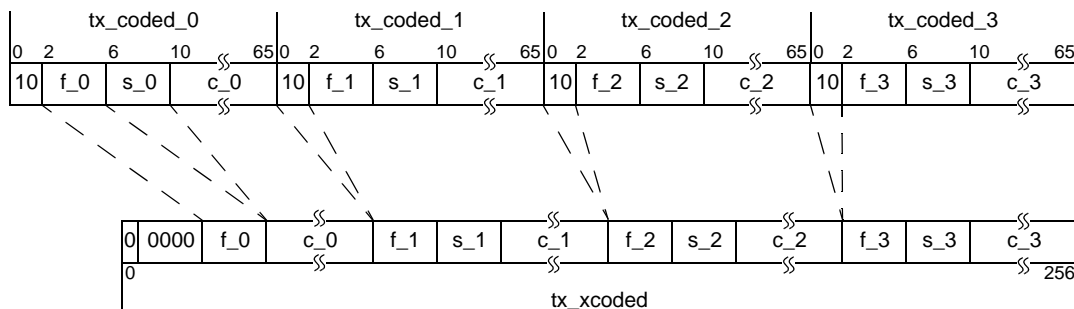 tx_coded_0 tx_coded_1 tx_coded_2 tx_coded_3
0 2 6 10 65 0 2 6 10 65 0 2 6 10 65 0 2 6 10 65
10 f_0 s_0 c_0 10 f_1 s_1 c_1 10 f_2 s_2 c_2 10 f_3 s_3 c_3
0 0000 f_0 c_0 f_1 s_1 c_1 f_2 s_2 c_2 f_3 s_3 c_3
0 256
tx_xcoded